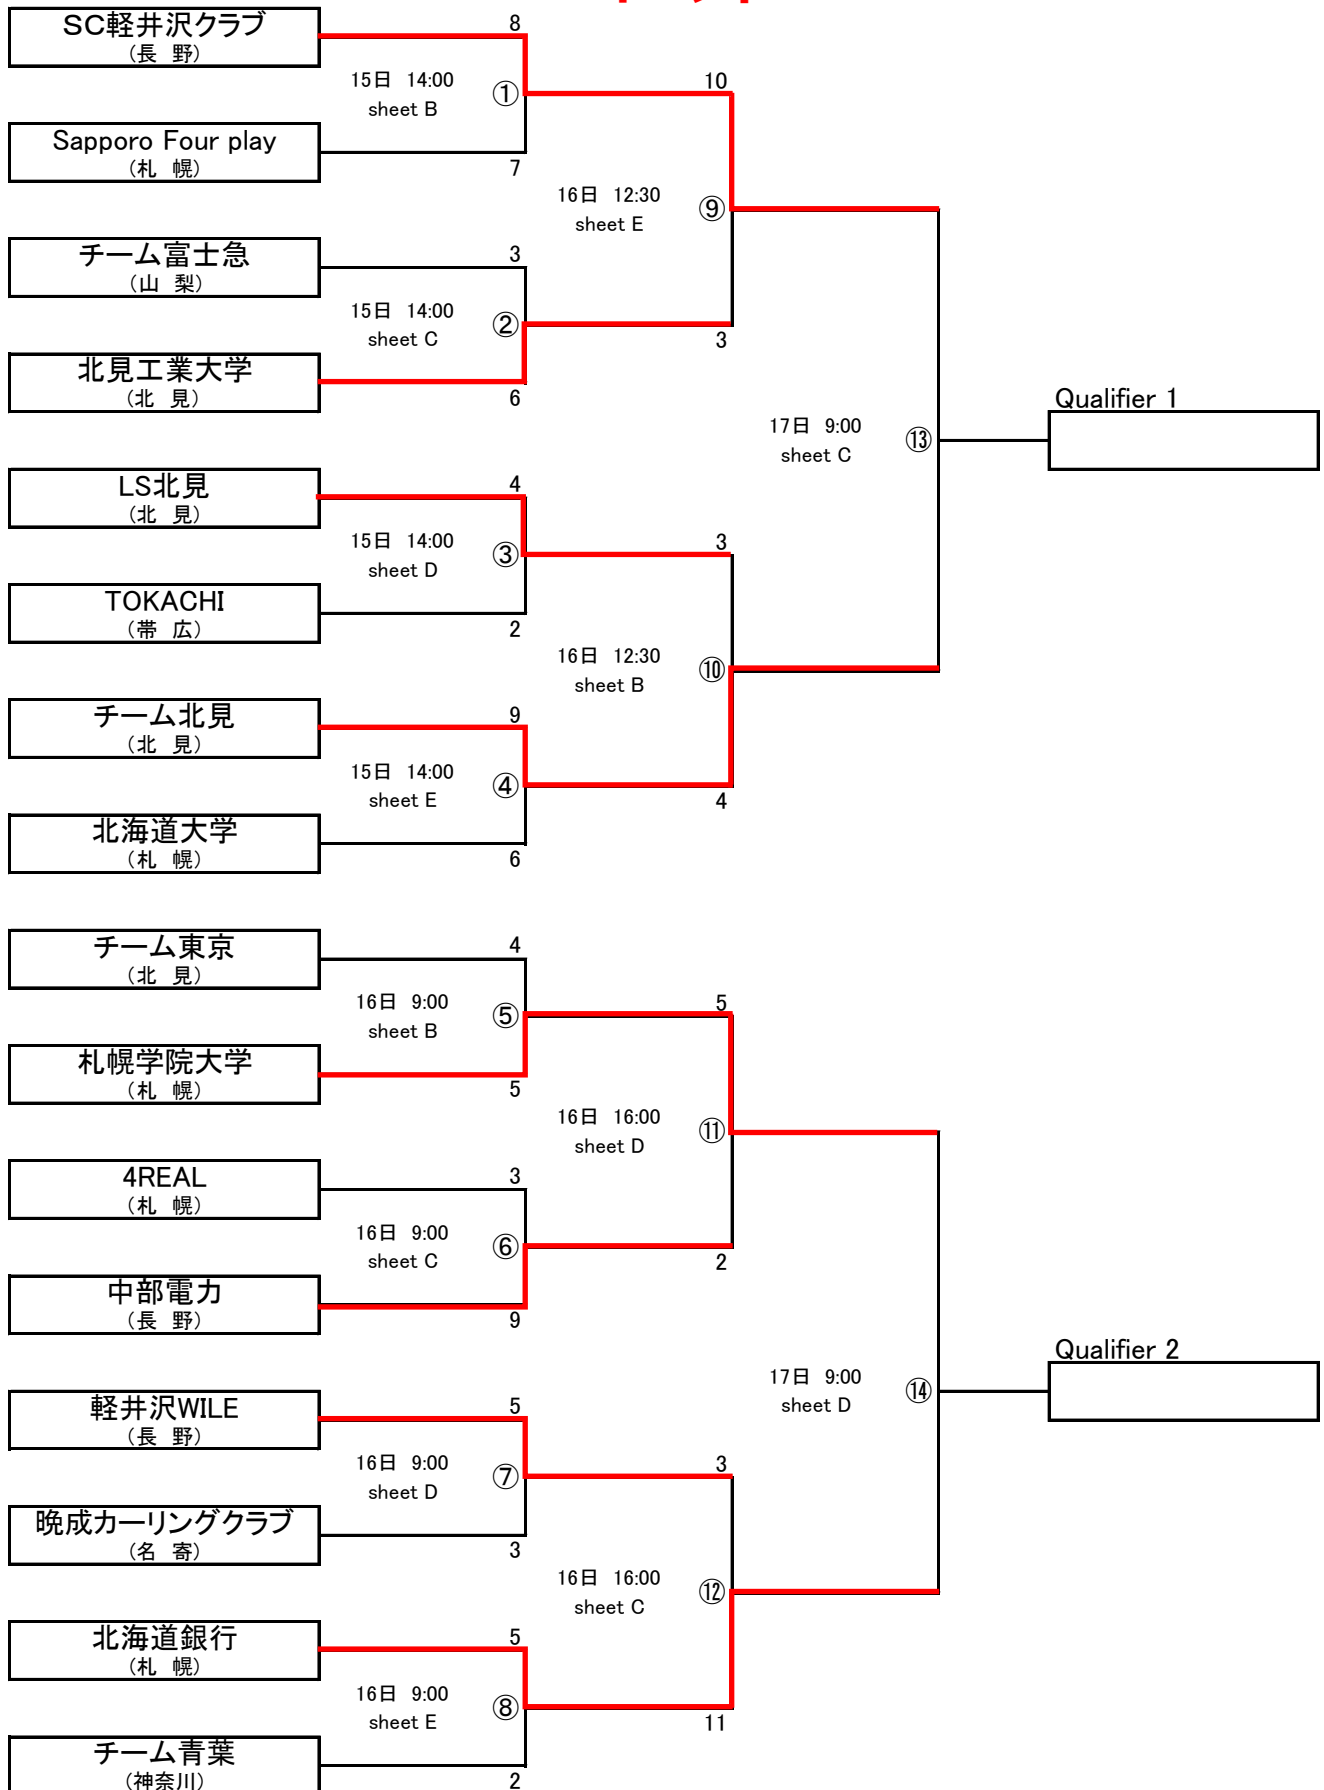 SC軽井沢クラブ
(長 野)
8
15日 14:00
sheet B
①
10
Sapporo Four play
(札 幌)
7
16日 12:30
sheet E
⑨
チーム富士急
(山 梨)
3
15日 14:00
sheet C
②
3
北見工業大学
(北 見)
6
17日 9:00
sheet C
⑬
Qualifier 1
LS北見
(北 見)
4
15日 14:00
sheet D
③
3
TOKACHI
(帯 広)
2
16日 12:30
sheet B
⑩
チーム北見
(北 見)
9
15日 14:00
sheet E
④
4
北海道大学
(札 幌)
6
チーム東京
(北 見)
4
16日 9:00
sheet B
⑤
5
札幌学院大学
(札 幌)
5
16日 16:00
sheet D
⑪
4REAL
(札 幌)
3
16日 9:00
sheet C
⑥
2
中部電力
(長 野)
9
17日 9:00
sheet D
⑭
Qualifier 2
軽井沢WILE
(長 野)
5
16日 9:00
sheet D
⑦
3
晩成カーリングクラブ
(名 寄)
3
16日 16:00
sheet C
⑫
北海道銀行
(札 幌)
5
16日 9:00
sheet E
⑧
11
チーム青葉
(神奈川)
2